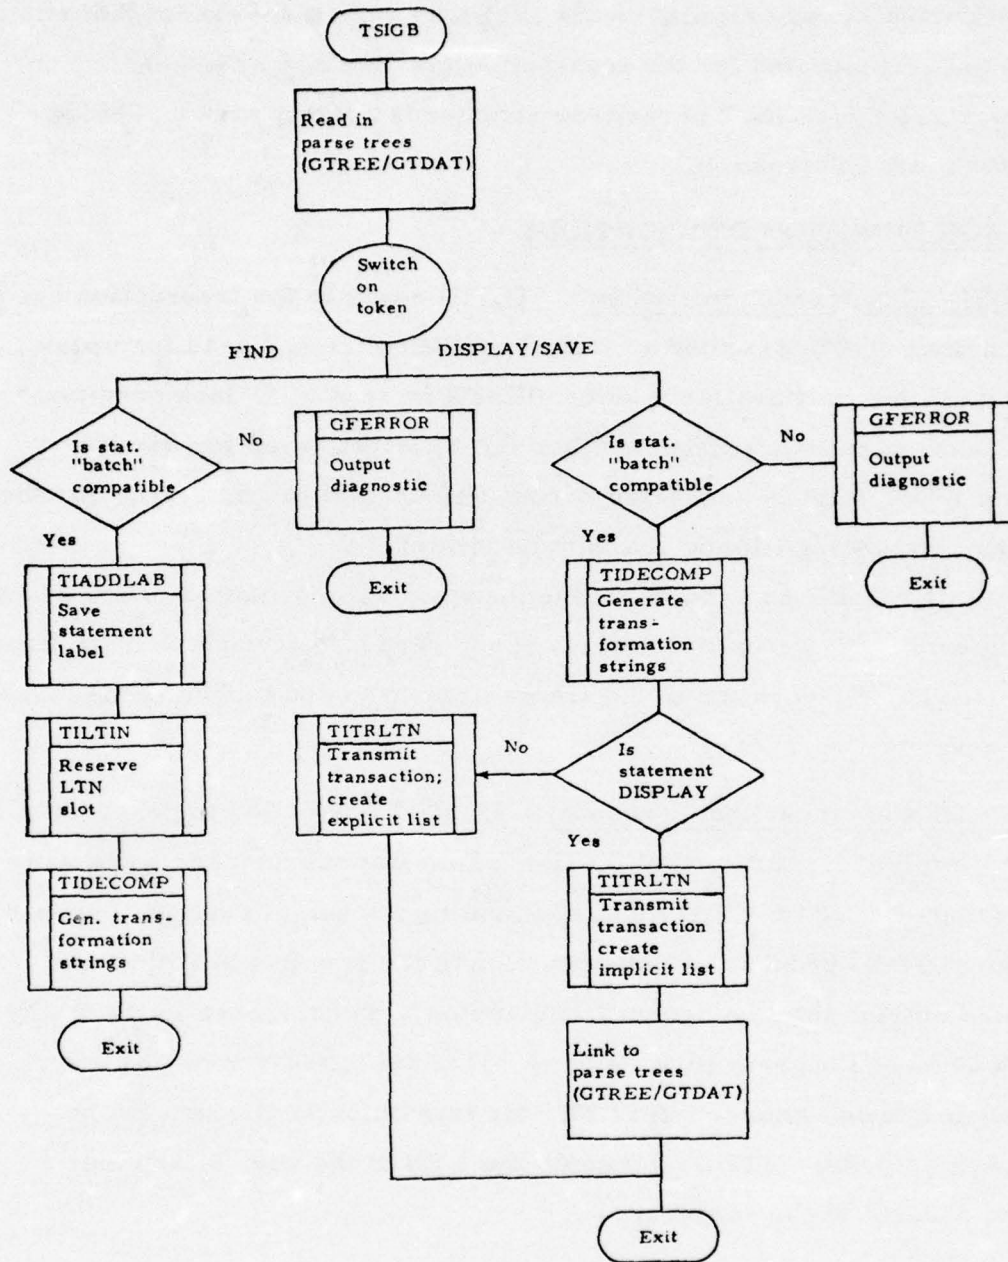 TSIGB
Read in
parse trees
(GTREE/GTDAT)
Switch
on
token
FIND
DISPLAY/SAVE
Is stat.
"batch"
compatible
No
GFERROR
Output
diagnostic
Exit
Yes
TIADDLAB
Save
statement
label
TILTIN
Reserve
LTN
slot
TIDECOMP
Gen. trans-
formation
strings
Exit
Is stat.
"batch"
compatible
No
GFERROR
Output
diagnostic
Exit
Yes
TIDECOMP
Generate
trans-
formation
strings
Is
statement
DISPLAY
No
TITRLTN
Transmit
transaction;
create
explicit list
Yes
TITRLTN
Transmit
transaction
create
implicit list
Link to
parse trees
(GTREE/GTDAT)
Exit